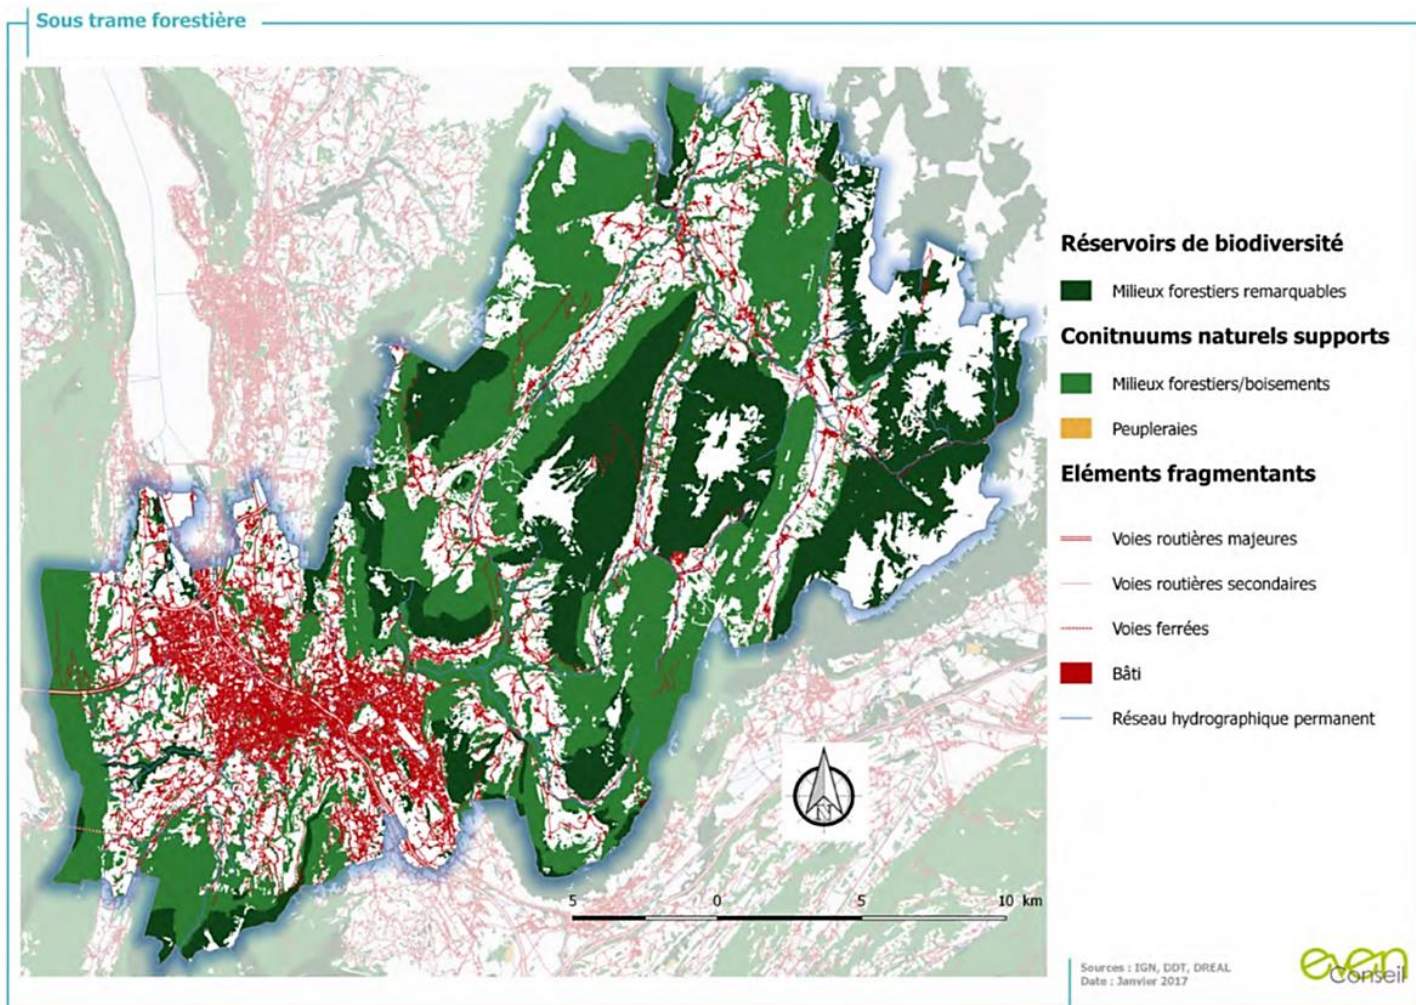 Sous trame forestière
Réservoirs de biodiversité
Milieux forestiers remarquables
Conitnuums naturels supports
Milieux forestiers/boisements
Peupleraies
Eléments fragmentants
Voies routières majeures
Voies routières secondaires
Voies ferrées
Bâti
Réseau hydrographique permanent
N
5 0 5 10 km
Sources : IGN, DDT, DREAL
Date : Janvier 2017
even
Conseil